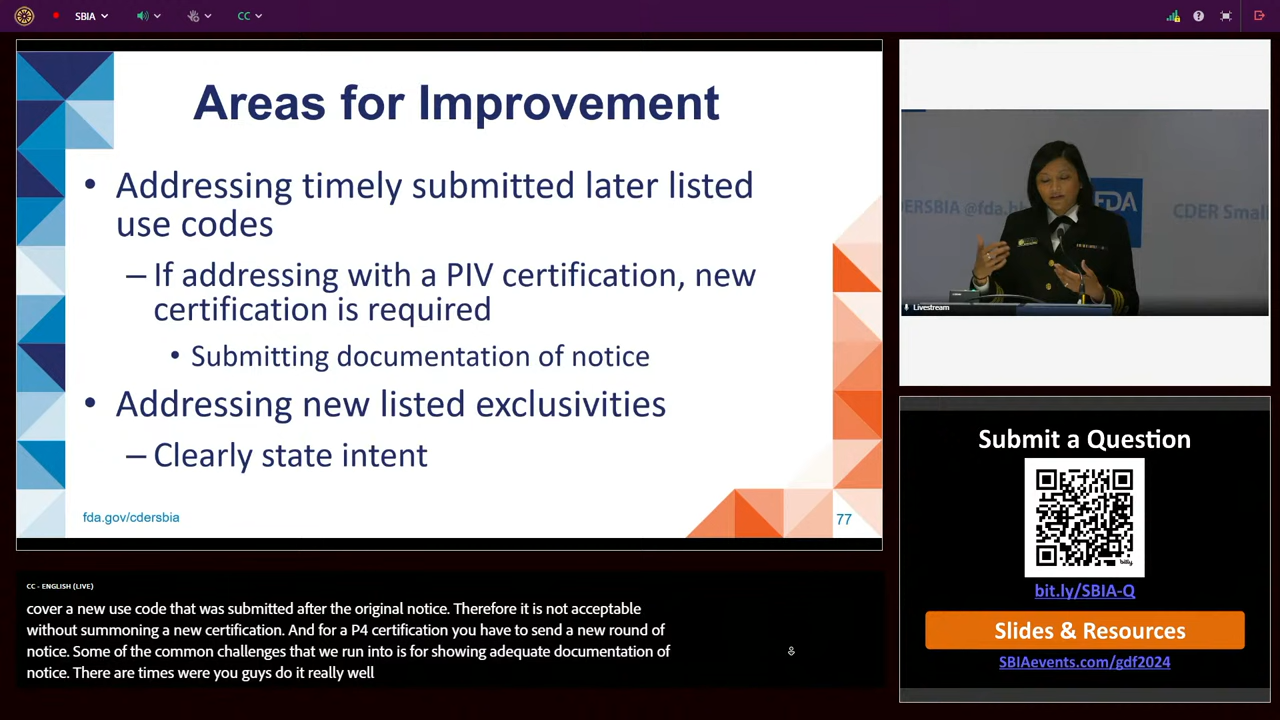 SBIA
CC
Areas for Improvement
• Addressing timely submitted later listed
use codes
– If addressing with a PIV certification, new
certification is required
• Submitting documentation of notice
• Addressing new listed exclusivities
– Clearly state intent
fda.gov/cdersbia
77
DERSBIA @fda.hh
FDA
CDER Small
Livestream
Submit a Question
bitly
bit.ly/SBIA-Q
Slides & Resources
SBIAevents.com/gdf2024
CC - ENGLISH (LIVE)
cover a new use code that was submitted after the original notice. Therefore it is not acceptable
without summoning a new certification. And for a P4 certification you have to send a new round of
notice. Some of the common challenges that we run into is for showing adequate documentation of
notice. There are times were you guys do it really well